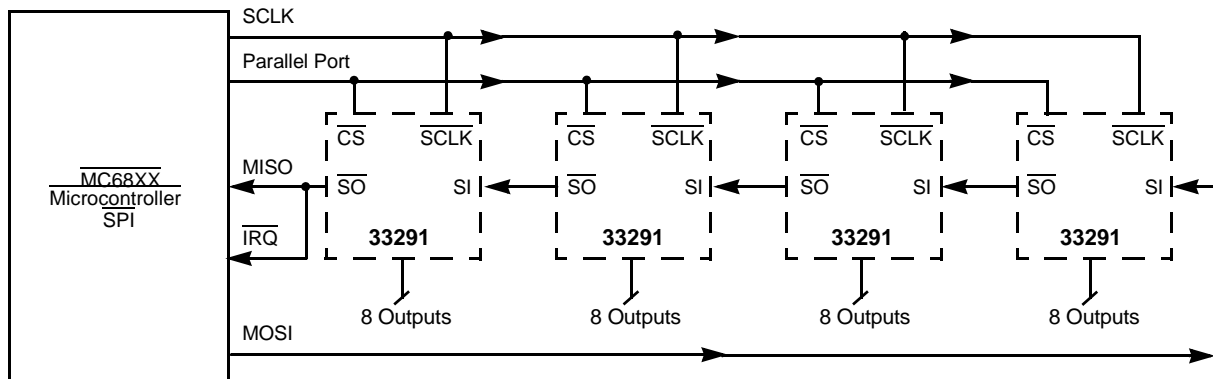 SCLK
Parallel Port
CS SCLK
CS SCLK
CS SCLK
CS SCLK
MC68XX
Microcontroller
SPI
MISO
SO SI
SO SI
SO SI
SO SI
IRQ
33291
33291
33291
33291
8 Outputs
8 Outputs
8 Outputs
8 Outputs
MOSI